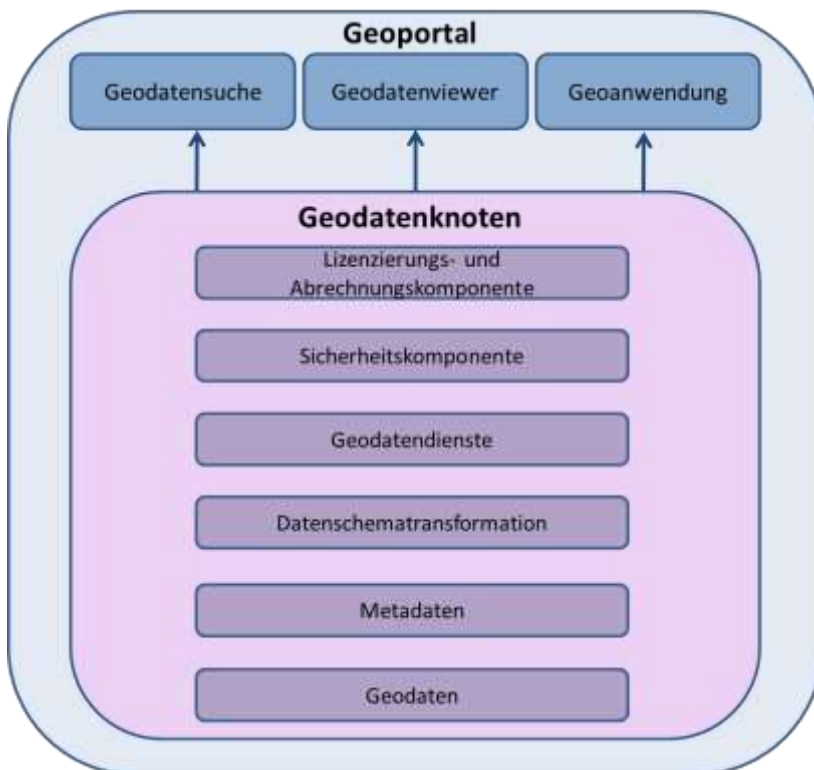 Geoportal
Geodatensuche
Geodatenviewer
Geoanwendung
Geodatenknoten
Lizenzierungs- und
Abrechnungskomponente
Sicherheitskomponente
Geodatendienste
Datenschematransformation
Metadaten
Geodaten